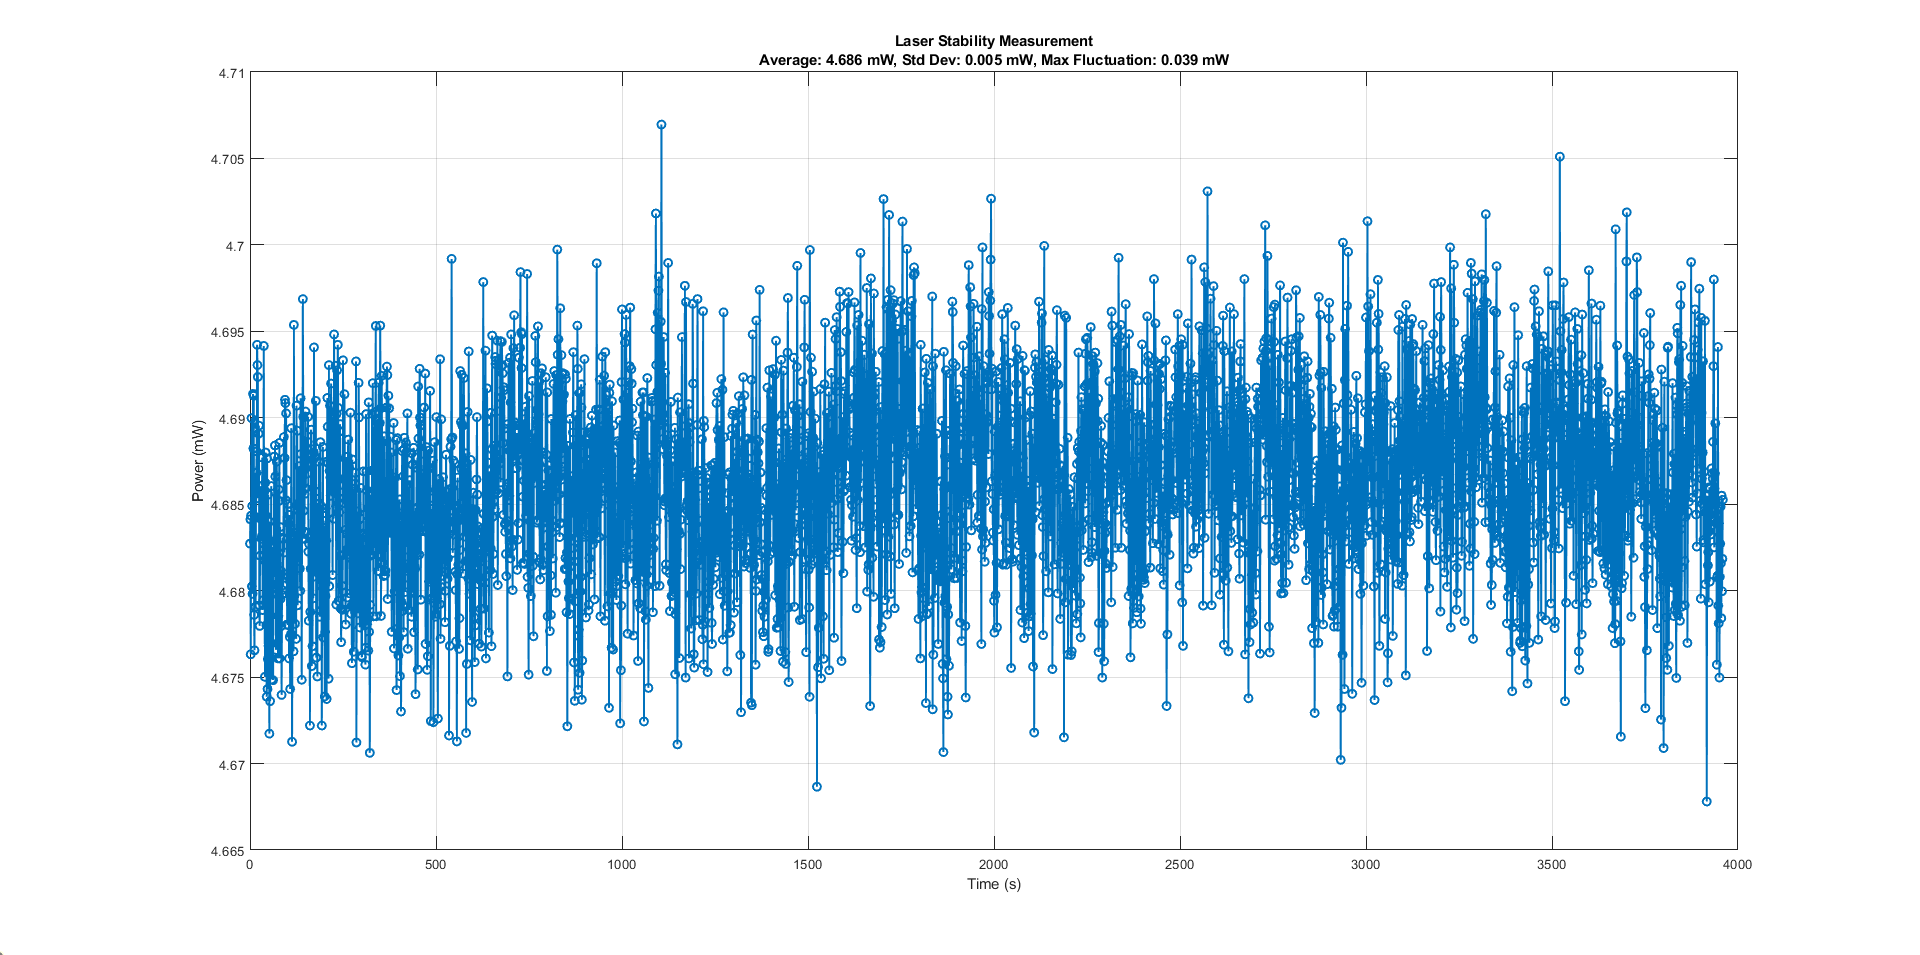 Laser Stability Measurement
Average: 4.686 mW, Std Dev: 0.005 mW, Max Fluctuation: 0.039 mW
4.71
4.705
4.7
4.695
4.69
4.685
4.68
4.675
4.67
4.665
Power (mW)
0 500 1000 1500 2000 2500 3000 3500 4000
Time (s)